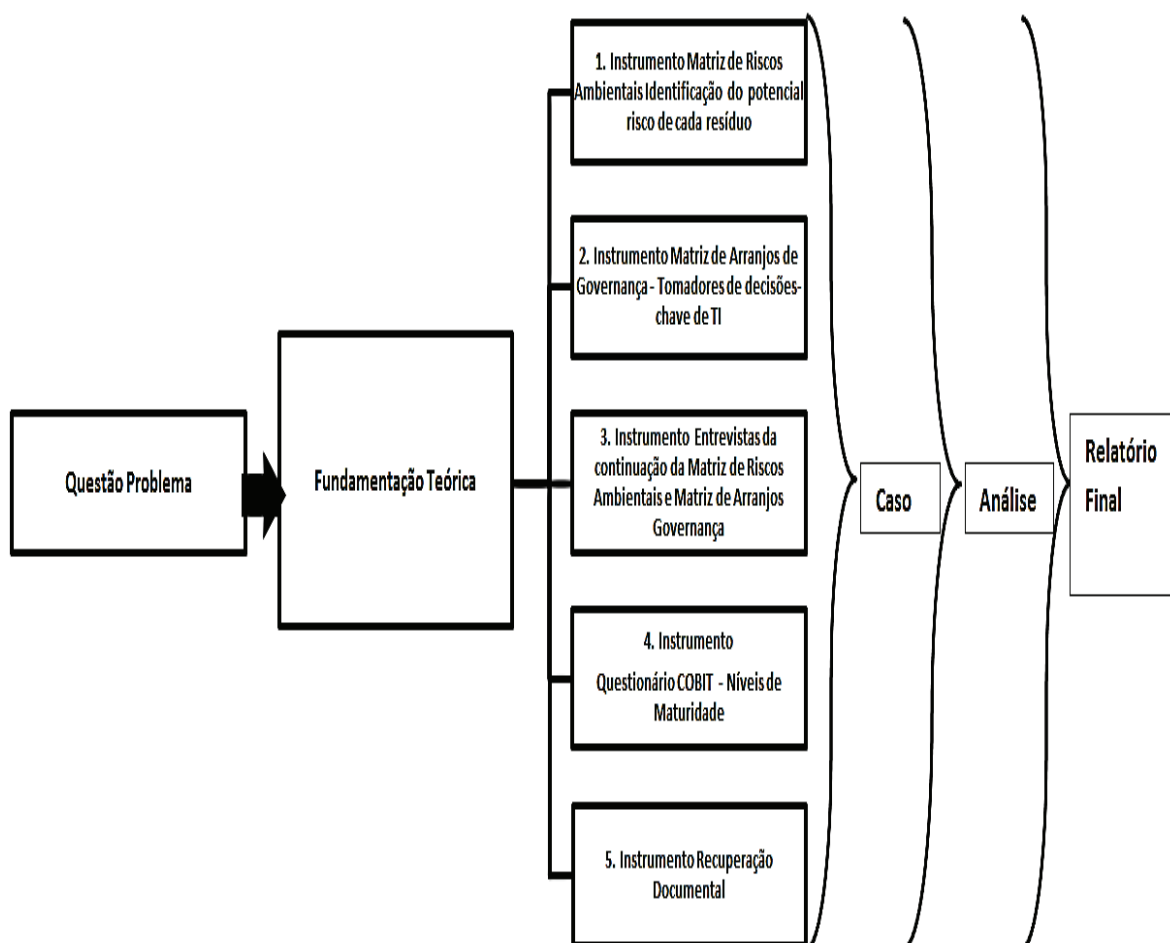 1. Instrumento Matriz de Riscos
Ambientais Identificação do potencial
risco de cada resíduo
2. Instrumento Matriz de Arranjos de
Governança - Tomadores de decisões-
chave de TI
Questão Problema
Fundamentação Teórica
3. Instrumento Entrevistas da
continuação da Matriz de Riscos
Ambientais e Matriz de Arranjos
Governança
Caso
Análise
Relatório
Final
4. Instrumento
Questionário COBIT - Níveis de
Maturidade
5. Instrumento Recuperação
Documental